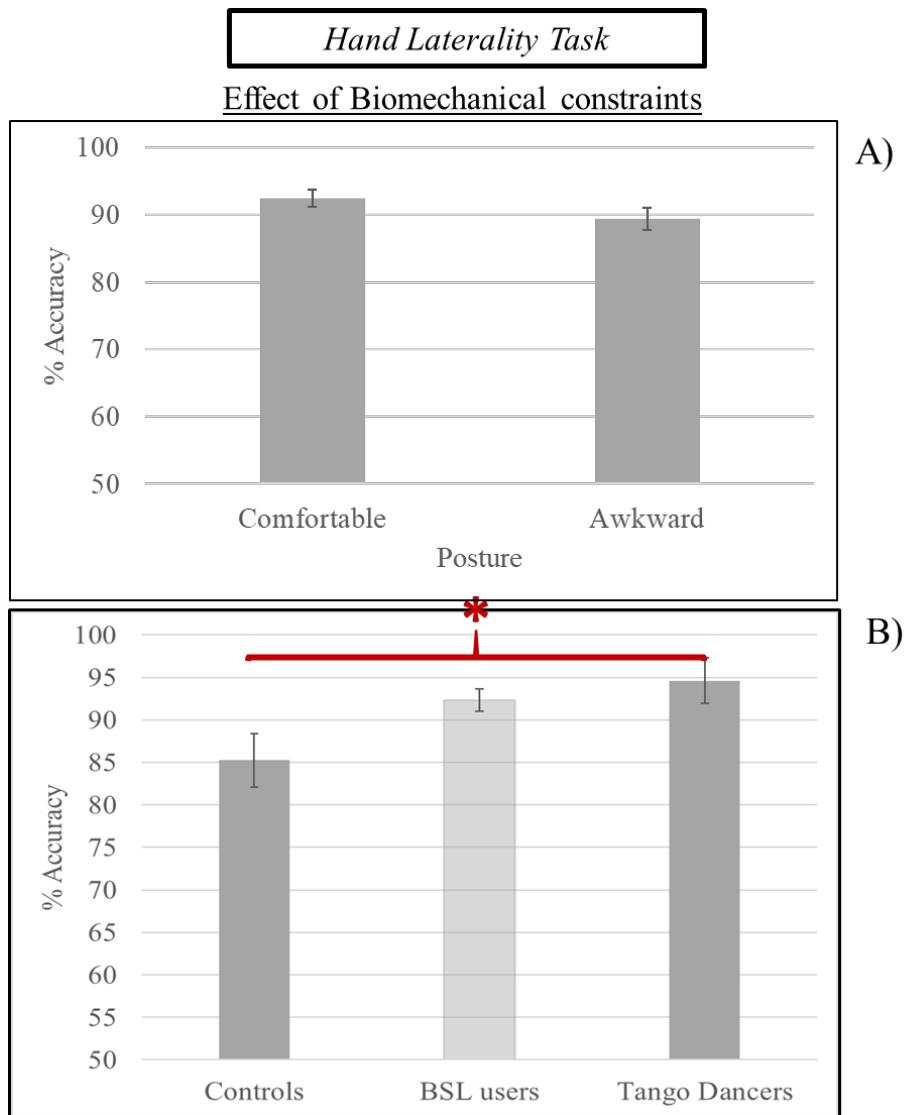 Hand Laterality Task
Effect of Biomechanical constraints
A)
100
90
80
70
60
50
% Accuracy
Comfortable
Awkward
Posture
*
B)
100
95
90
85
80
75
70
65
60
55
50
% Accuracy
Controls
BSL users
Tango Dancers